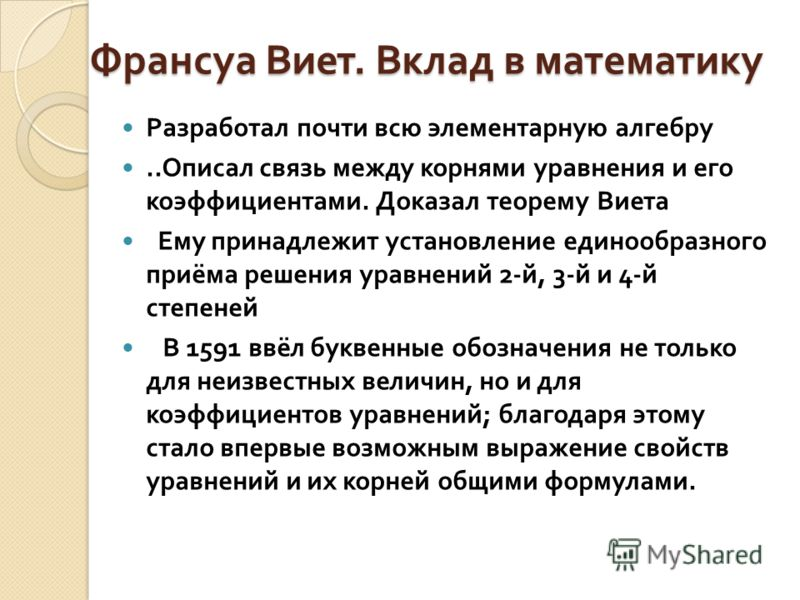 Франсуа Виет. Вклад в математику
Разработал почти всю элементарную алгебру
..Описал связь между корнями уравнения и его
коэффициентами. Доказал теорему Виета
Ему принадлежит установление единообразного
приёма решения уравнений 2-й, 3-й и 4-й
степеней
В 1591 ввёл буквенные обозначения не только
для неизвестных величин, но и для
коэффициентов уравнений; благодаря этому
стало впервые возможным выражение свойств
уравнений и их корней общими формулами.
MyShared